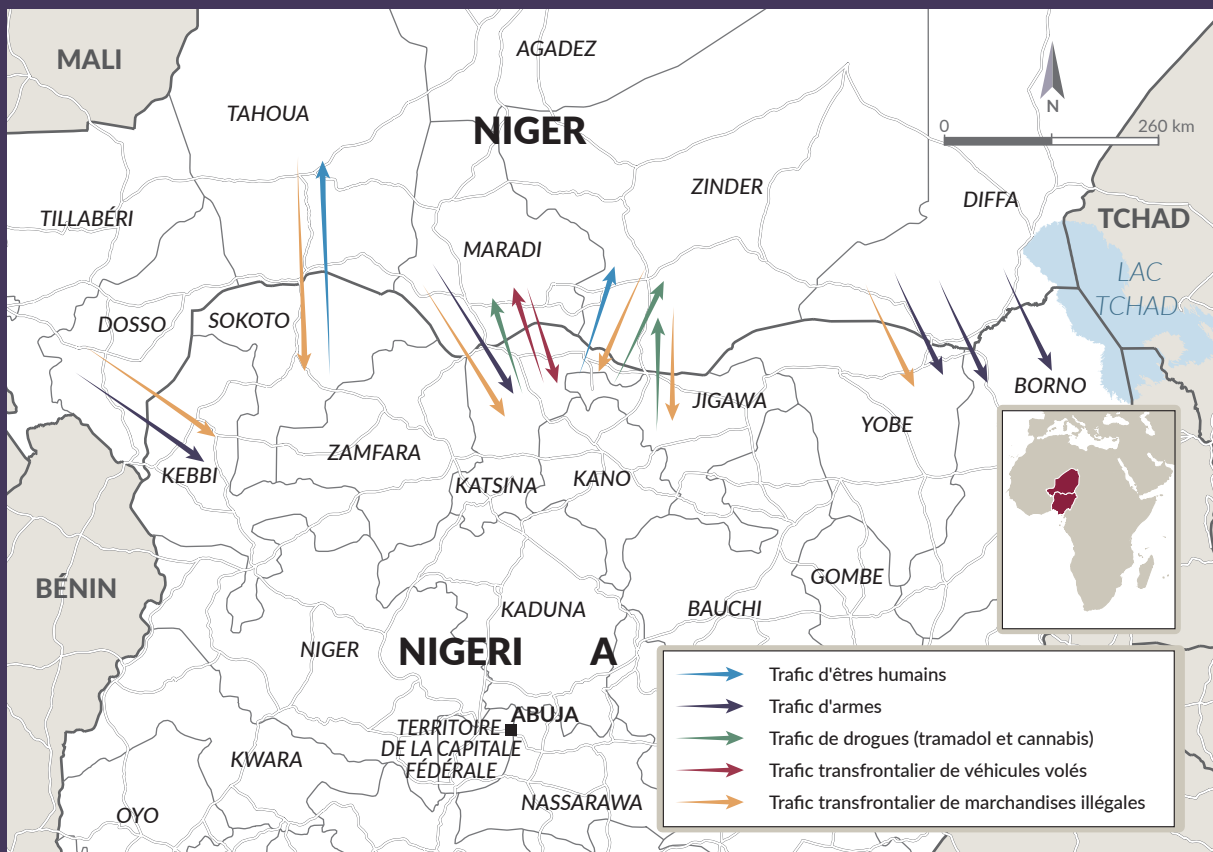 MALI
AGADEZ
TAHOUA
NIGER
N
0
260 km
ZINDER
TILLABÉRI
DIFFA
TCHAD
MARADI
LAC
TCHAD
DOSSO
SOKOTO
BORNO
JIGAWA
YOBE
ZAMFARA
KEBBI
KATSINA
KANO
BÉNIN
GOMBE
KADUNA
BAUCHI
NIGER
NIGERI A
ABUJA
TERRITOIRE
DE LA CAPITALE
FÉDÉRALE
KWARA
NASSARAWA
OYO
Trafic d'êtres humains
Trafic d'armes
Trafic de drogues (tramadol et cannabis)
Trafic transfrontalier de véhicules volés
Trafic transfrontalier de marchandises illégales